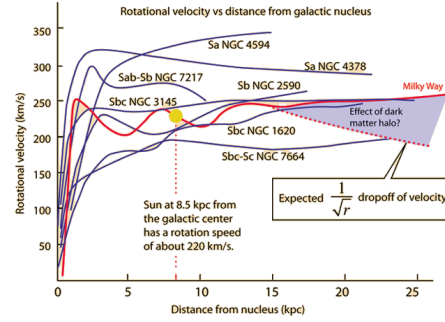 Rotational velocity vs distance from galactic nucleus
350
300
250
200
150
100
50
Rotational velocity (km/s)
Sa NGC 4594
Sa NGC 4378
Sab-Sb NGC 7217
Sb NGC 2590
Milky Way
Sbc NGC 3145
Effect of dark
matter halo?
Sbc NGC 1620
Sbc-Sc NGC 7664
Sun at 8.5 kpc from
the galactic center
has a rotation speed
of about 220 km/s.
Expected 1/√r dropoff of velocity
0 5 10 15 20 25
Distance from nucleus (kpc)